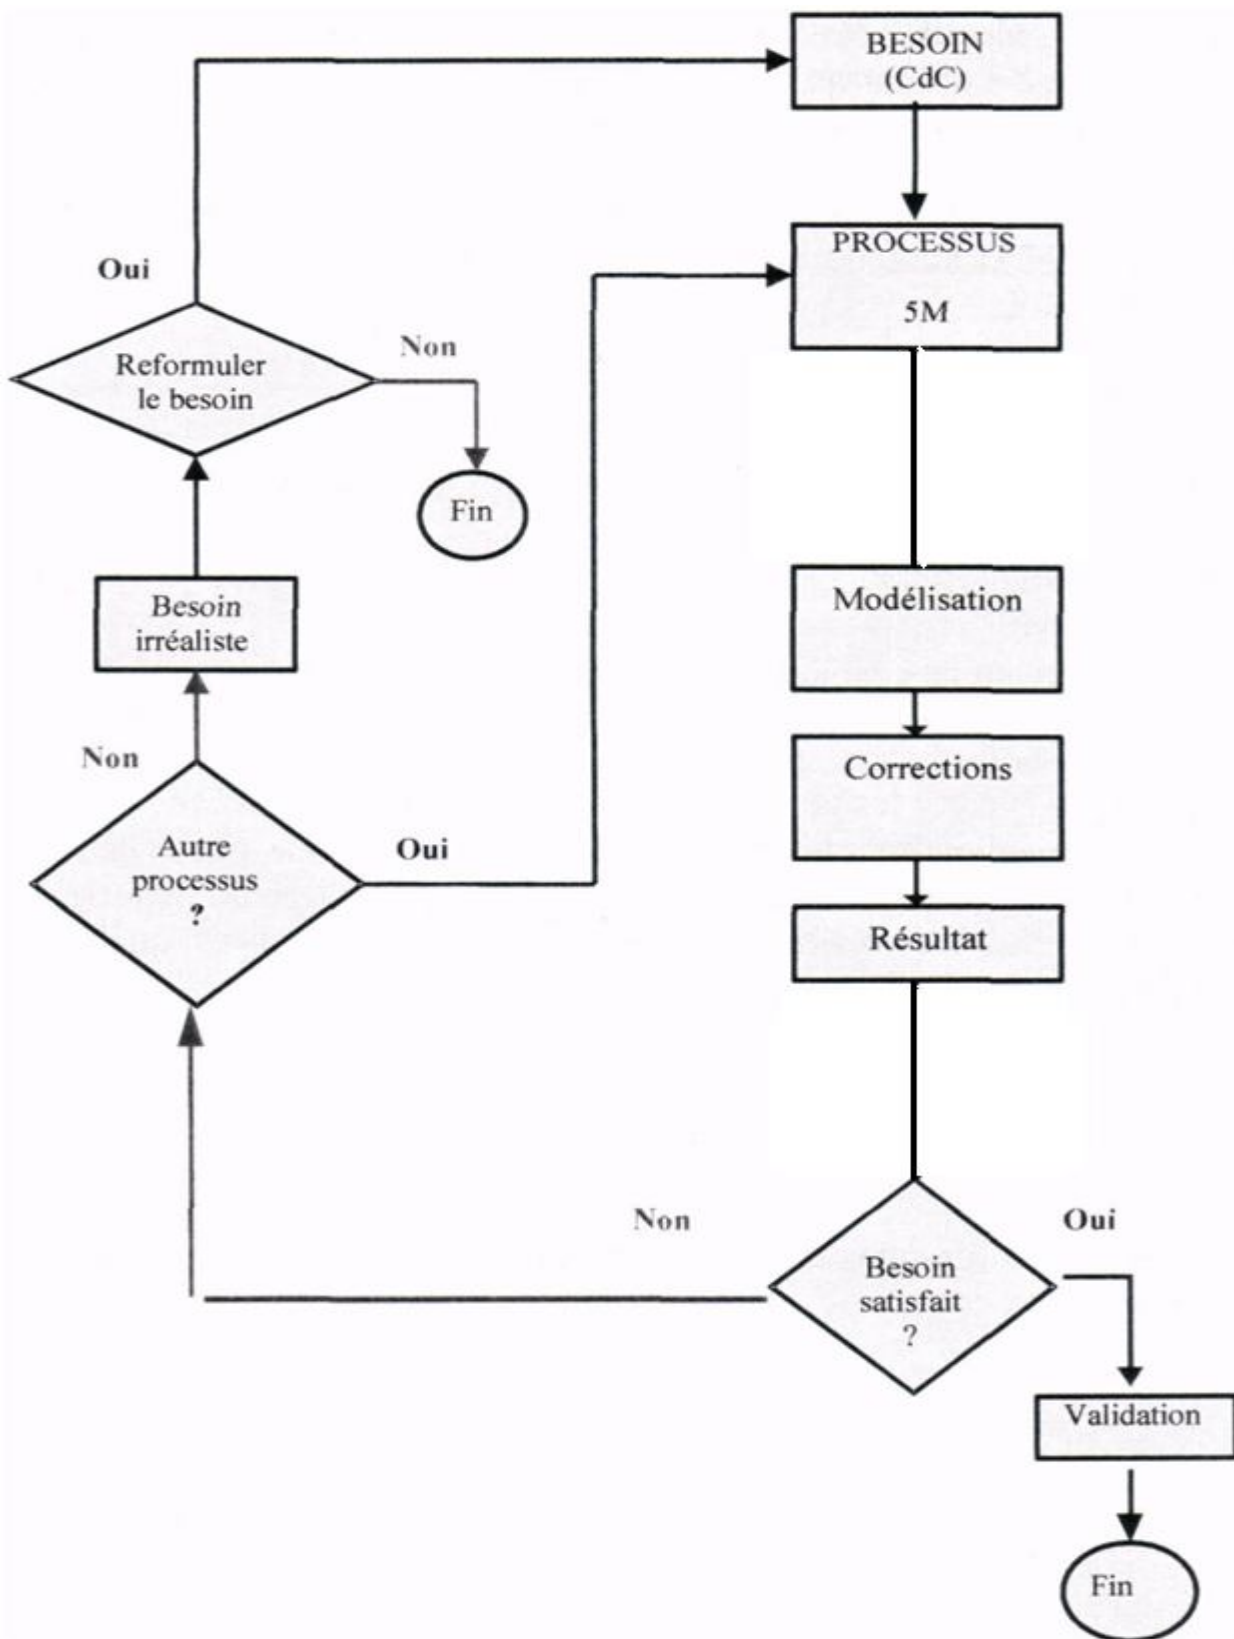 BESOIN
(CdC)
PROCESSUS
5M
Oui
Reformuler
le besoin
Non
Fin
Besoin
irréaliste
Modélisation
Non
Corrections
Autre
processus
?
Oui
Résultat
Non
Oui
Besoin
satisfait
?
Validation
Fin